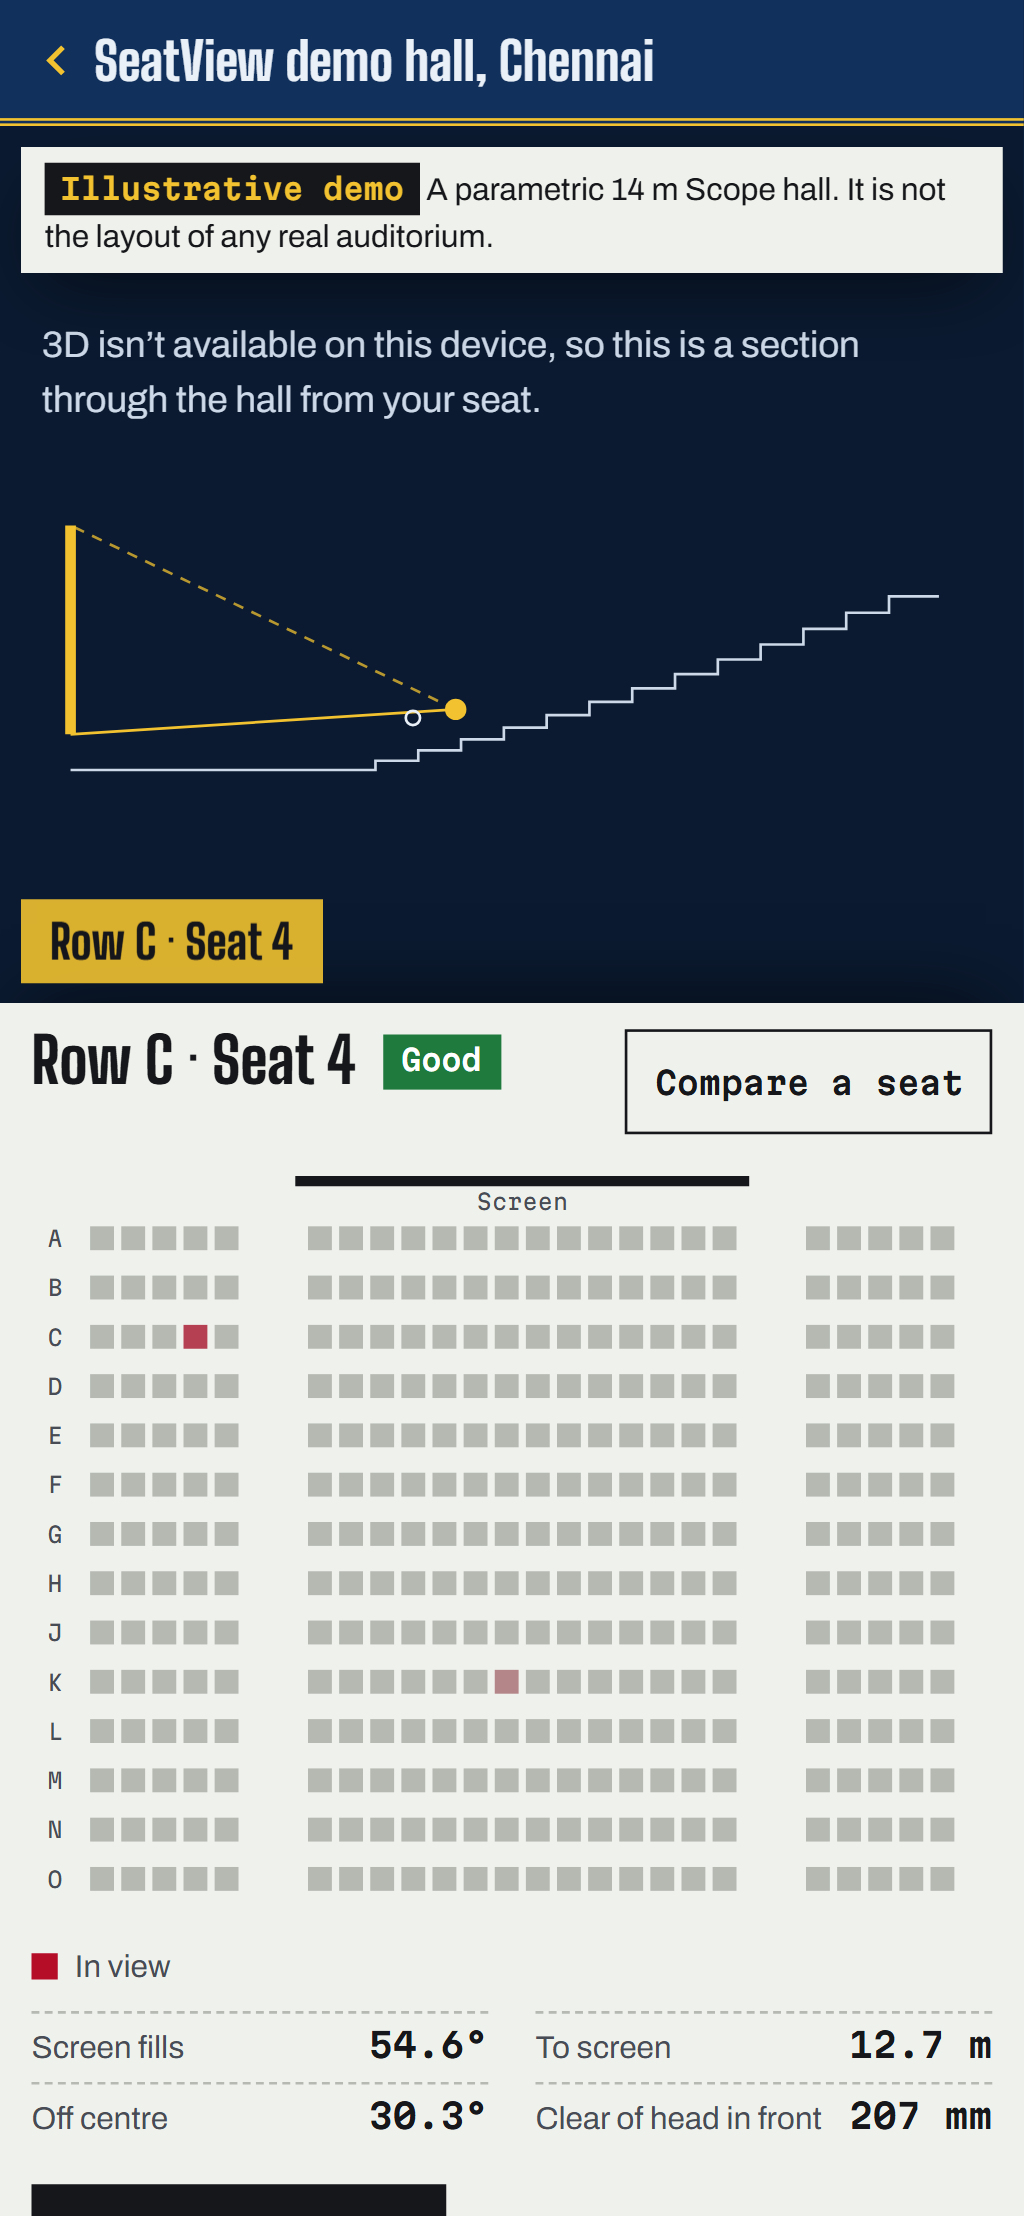 SeatView demo hall, Chennai
Illustrative demo A parametric 14 m Scope hall. It is not
the layout of any real auditorium.
3D isn’t available on this device, so this is a section
through the hall from your seat.
Row C · Seat 4
Row C · Seat 4 Good Compare a seat
Screen
A
B
C
D
E
F
G
H
J
K
L
M
N
O
In view
Screen fills 54.6° To screen 12.7 m
Off centre 30.3° Clear of head in front 207 mm